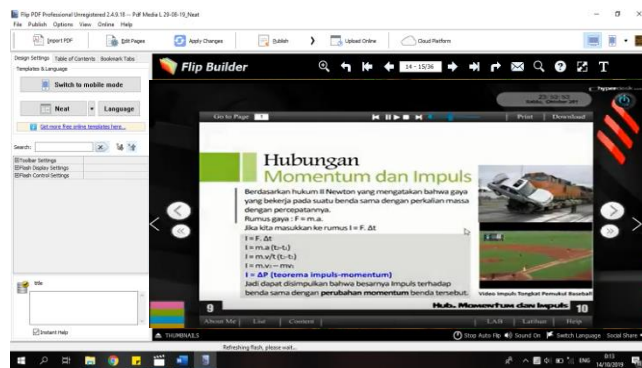 Flip PDF Professional Unregistered 2.4.9.18 -- Pdf Media L 29-08-19_Neat
File Publish Options View Online Help
Import PDF
Edit Pages
Apply Changes
Publish
Upload Online
Cloud Platform
Design Settings Table of Contents Bookmark Tabs
Templates & Language
Switch to mobile mode
Neat
Language
Get more free online templates here...
Search:
Toolbar Settings
Flash Display Settings
Flash Control Settings
title
Instant Help
Flip Builder
14 - 15/36
Go to Page
Print
Download
Hubungan
Momentum dan Impuls
Berdasarkan hukum II Newton yang mengatakan bahwa gaya
yang bekerja pada suatu benda sama dengan perkalian massa
dengan percepatannya.
Rumus gaya : F = m.a.
Jika kita masukkan ke rumus I = F. Δt
I = F. Δt
I = m.a (t₂-t₁)
I = m.v/t (t₂-t₁)
I = m.v₂ – mv₁
I = ΔP (teorema impuls-momentum)
Jadi dapat disimpulkan bahwa besarnya Impuls terhadap
benda sama dengan perubahan momentum benda tersebut.
Video Impuls Tongkat Pemukul Baseball
9
Hub. Momentum dan Impuls
10
About Me
List
Content
LAB
Latihan
Help
THUMBNAILS
Stop Auto Flip
Sound On
Switch Language
Social Share
Refreshing flash, please wait...
ENG
0:13
14/10/2019